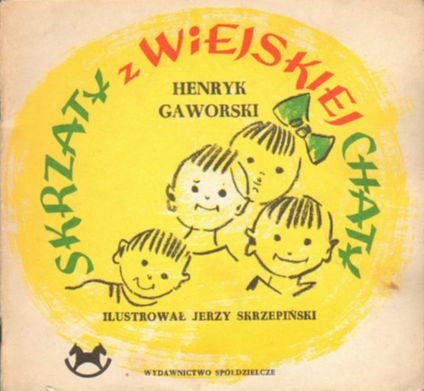 SKRZATY z WiEJSKIEJ CHATY
HENRYK
GAWORSKI
ILUSTROWAŁ JERZY SKRZEPIŃSKI
WYDAWNICTWO SPÓŁDZIELCZE